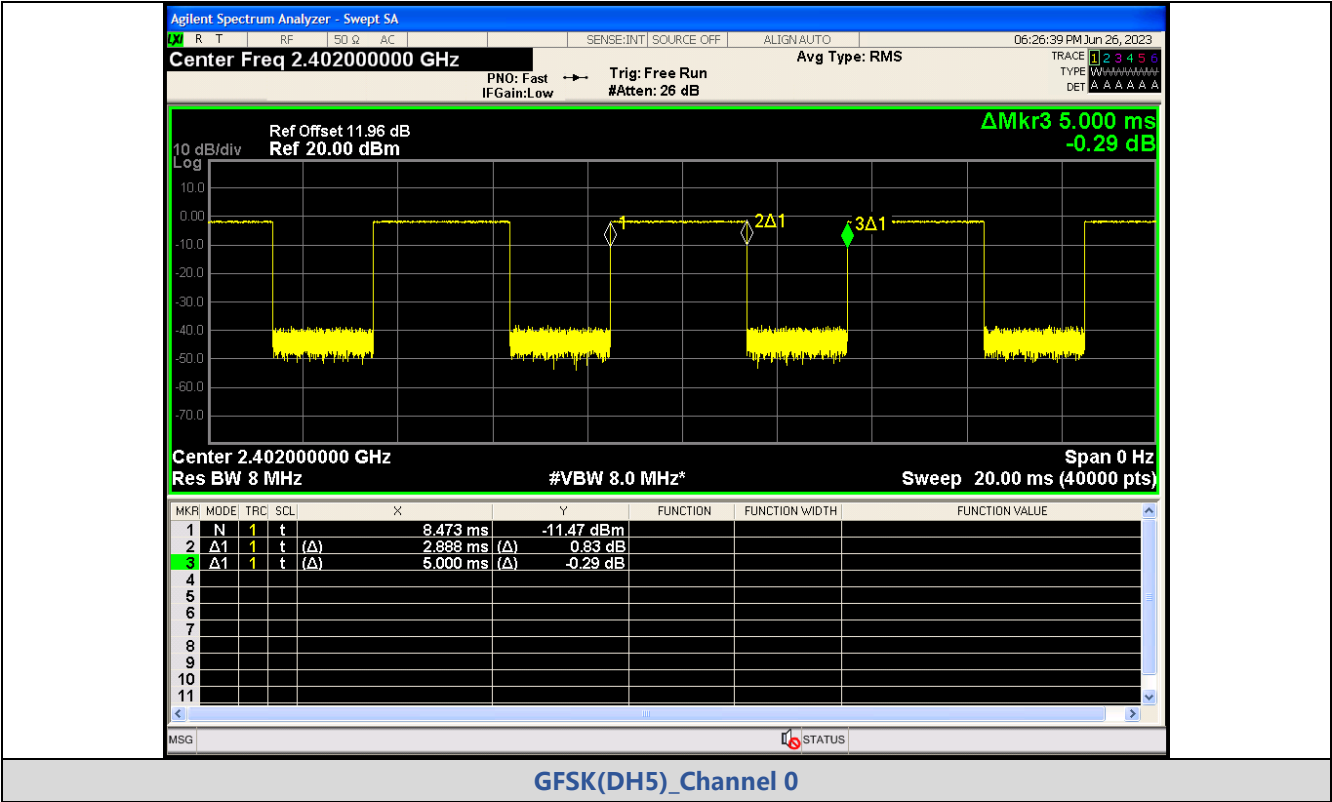 Agilent Spectrum Analyzer - Swept SA
LXI R T RF 50 Ω AC SENSE:INT SOURCE OFF ALIGN AUTO 06:26:39 PM Jun 26, 2023
Center Freq 2.402000000 GHz Avg Type: RMS TRACE 1 2 3 4 5 6
PNO: Fast Trig: Free Run TYPE WWWWWW
IFGain:Low #Atten: 26 dB DET A A A A A A
ΔMkr3 5.000 ms
Ref Offset 11.96 dB -0.29 dB
10 dB/div Ref 20.00 dBm
Log
10.0
0.00
1 2Δ1 3Δ1
-10.0
-20.0
-30.0
-40.0
-50.0
-60.0
-70.0
Center 2.402000000 GHz Span 0 Hz
Res BW 8 MHz #VBW 8.0 MHz* Sweep 20.00 ms (40000 pts)
MKR MODE TRC SCL X Y FUNCTION FUNCTION WIDTH FUNCTION VALUE
1 N 1 t 8.473 ms -11.47 dBm
2 Δ1 1 t (Δ) 2.888 ms (Δ) 0.83 dB
3 Δ1 1 t (Δ) 5.000 ms (Δ) -0.29 dB
4
5
6
7
8
9
10
11
MSG STATUS
GFSK(DH5)_Channel 0